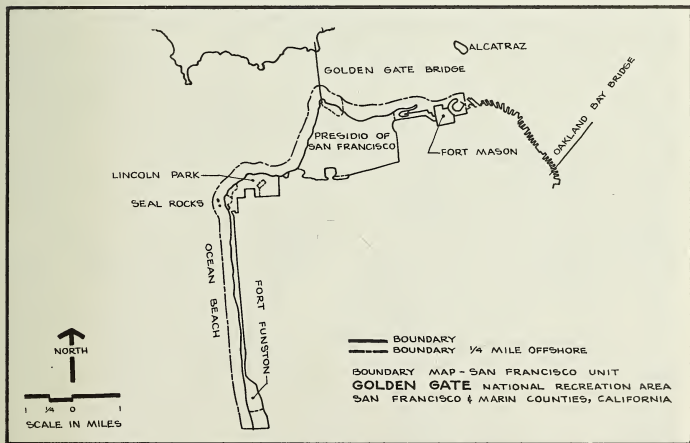 ALCATRAZ
GOLDEN GATE BRIDGE
OAKLAND BAY BRIDGE
PRESIDIO OF
SAN FRANCISCO
FORT MASON
LINCOLN PARK
SEAL ROCKS
OCEAN BEACH
FORT FUNSTON
NORTH
1 1/4 0 1
SCALE IN MILES
BOUNDARY
BOUNDARY 1/4 MILE OFFSHORE
BOUNDARY MAP - SAN FRANCISCO UNIT
GOLDEN GATE NATIONAL RECREATION AREA
SAN FRANCISCO & MARIN COUNTIES, CALIFORNIA